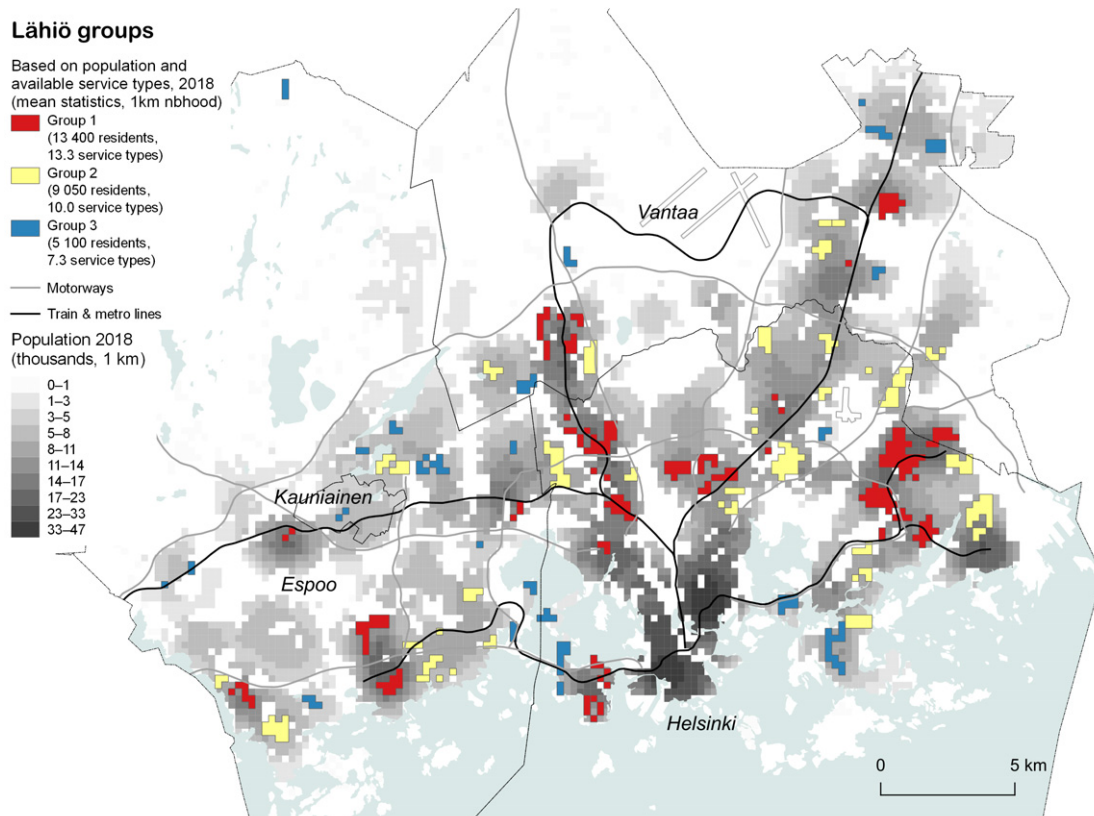 Lähiö groups
Based on population and
available service types, 2018
(mean statistics, 1km nbhood)
Group 1
(13 400 residents,
13.3 service types)
Group 2
(9 050 residents,
10.0 service types)
Group 3
(5 100 residents,
7.3 service types)
Motorways
Train & metro lines
Population 2018
(thousands, 1 km)
0–1
1–3
3–5
5–8
8–11
11–14
14–17
17–23
23–33
33–47
Vantaa
Kauniainen
Espoo
Helsinki
0 5 km